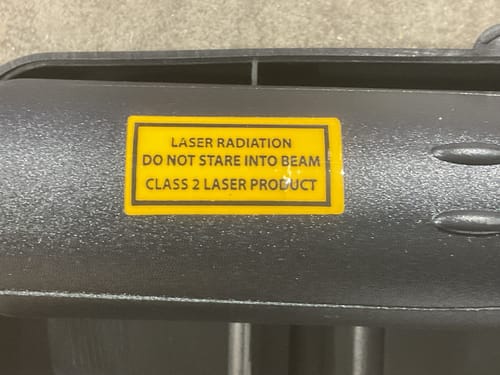 LASER RADIATION
DO NOT STARE INTO BEAM
CLASS 2 LASER PRODUCT